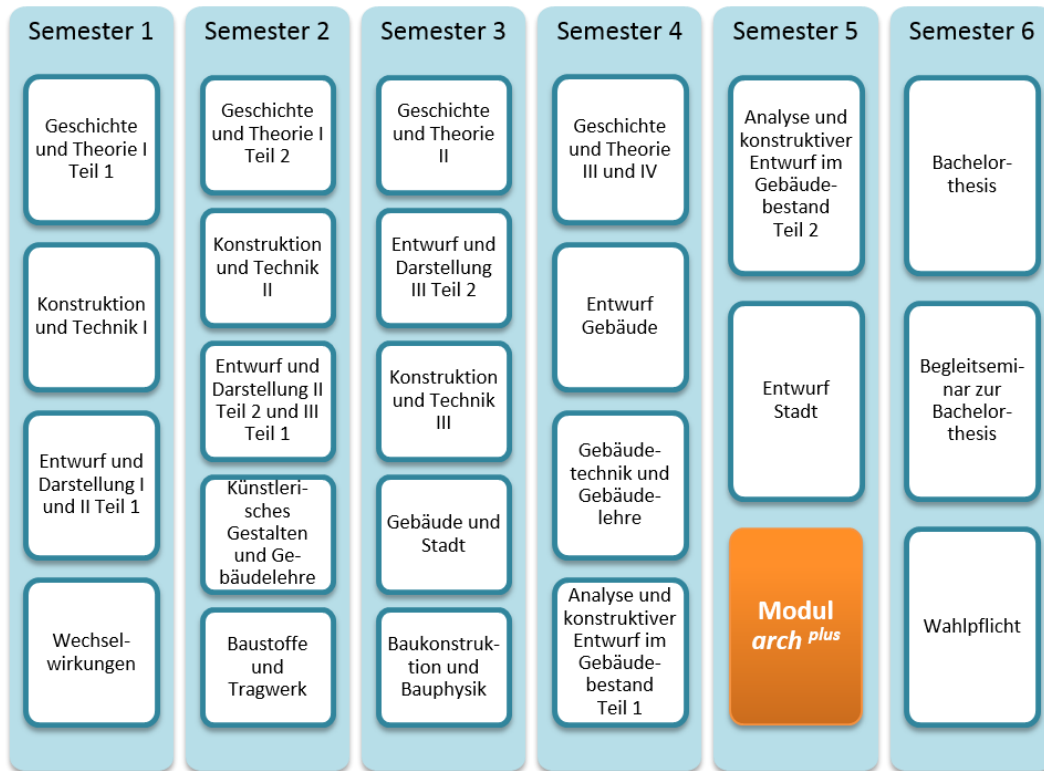 Semester 1
Geschichte
und Theorie I
Teil 1
Konstruktion
und Technik I
Entwurf und
Darstellung I
und II Teil 1
Wechsel-
wirkungen
Semester 2
Geschichte
und Theorie I
Teil 2
Konstruktion
und Technik
II
Entwurf und
Darstellung II
Teil 2 und III
Teil 1
Künstleri-
sches
Gestalten
und Ge-
bäudelehre
Baustoffe
und
Tragwerk
Semester 3
Geschichte
und Theorie
II
Entwurf und
Darstellung
III Teil 2
Konstruktion
und Technik
III
Gebäude und
Stadt
Baukonstruk-
tion und
Bauphysik
Semester 4
Geschichte
und Theorie
III und IV
Entwurf
Gebäude
Gebäude-
technik und
Gebäude-
lehre
Analyse und
konstruktiver
Entwurf im
Gebäude-
bestand
Teil 1
Semester 5
Analyse und
konstruktiver
Entwurf im
Gebäude-
bestand
Teil 2
Entwurf
Stadt
Modul
arch plus
Semester 6
Bachelor-
thesis
Begleitsemi-
nar zur
Bachelor-
thesis
Wahlpflicht